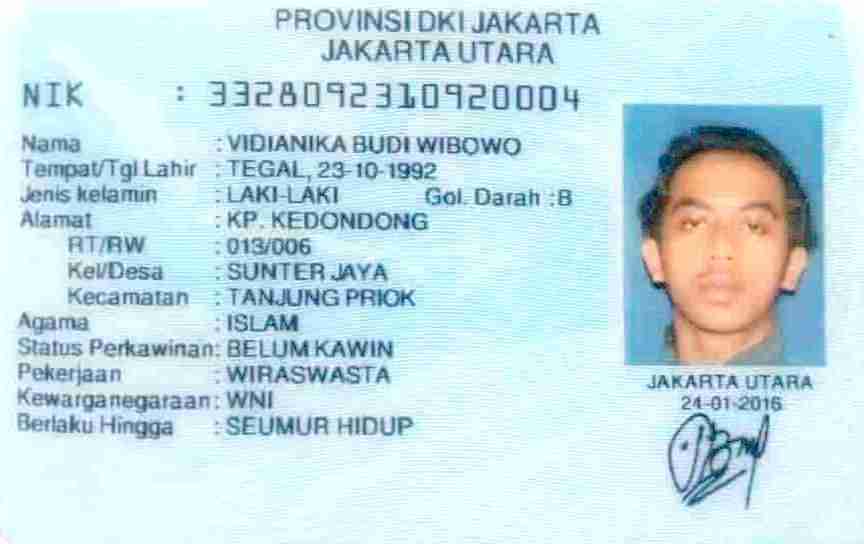 PROVINSI DKI JAKARTA
JAKARTA UTARA
NIK : 3328092310920004
Nama : VIDIANIKA BUDI WIBOWO
Tempat/Tgl Lahir : TEGAL, 23-10-1992
Jenis kelamin : LAKI-LAKI Gol. Darah : B
Alamat : KP. KEDONDONG
RT/RW : 013/006
Kel/Desa : SUNTER JAYA
Kecamatan : TANJUNG PRIOK
Agama : ISLAM
Status Perkawinan: BELUM KAWIN
Pekerjaan : WIRASWASTA
Kewarganegaraan: WNI
Berlaku Hingga : SEUMUR HIDUP
JAKARTA UTARA
24-01-2016